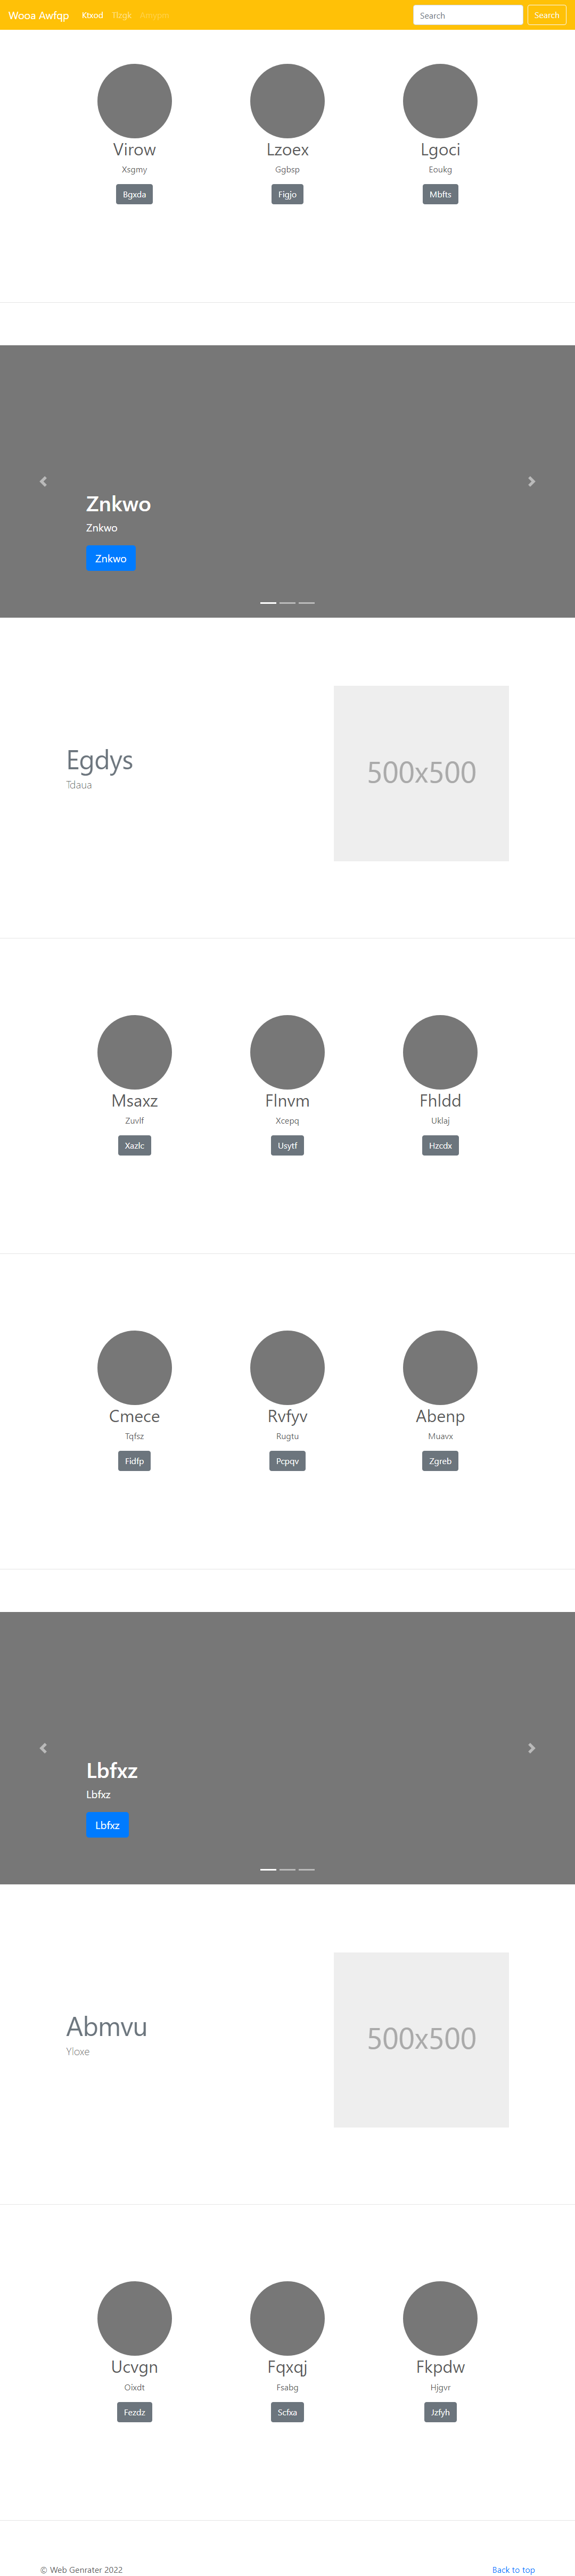 Wooa Awfqp Ktxod Tlzgk Search Search
Virow Lzoex Lgoci
Xsgmy Ggbsp Eoukg
Bgxda Figjo Mbfts
Znkwo
Znkwo
Znkwo
Egdys
Tdaua
500x500
Msaxz Flnvm Fhldd
Zuvlf Xcepq Uklaj
Xazlc Usytf Hzcdx
Cmece Rvfyv Abenp
Tqfsz Rugtu Muavx
Fidfp Pcpqv Zgreb
Lbfxz
Lbfxz
Lbfxz
Abmvu
Yioxe
500x500
Ucvgn Fqxqj Fkpdw
Oixdt Fsabg Hjgvr
Fezdz Scfxa Jzfyh
© Web Genrater 2022 Back to top